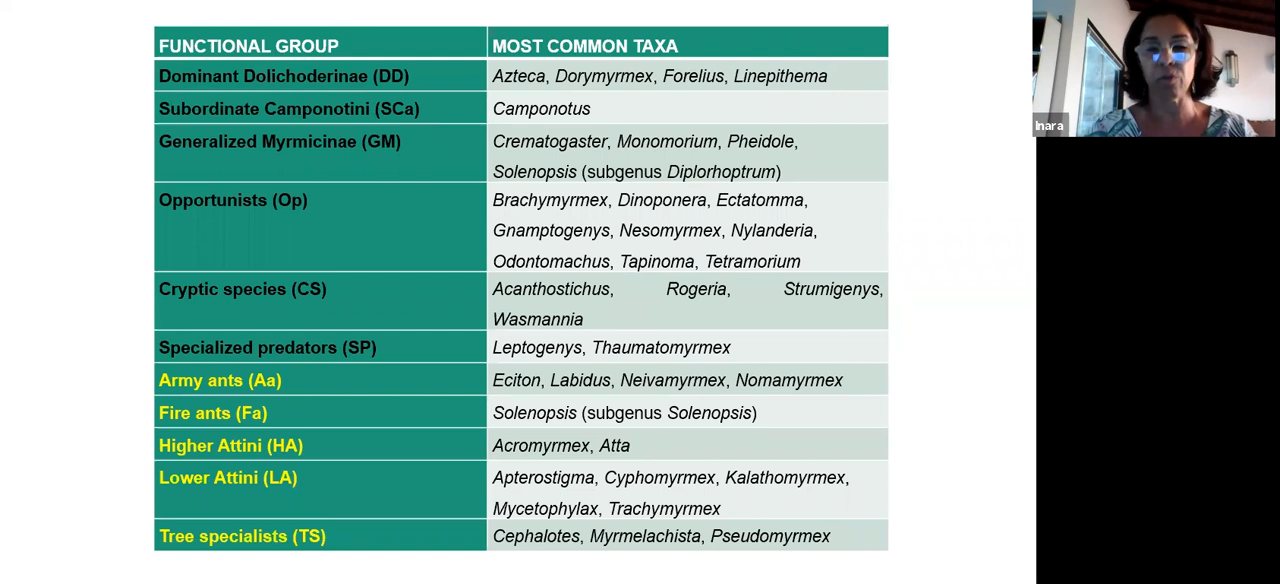 FUNCTIONAL GROUP MOST COMMON TAXA
Dominant Dolichoderinae (DD) Azteca, Dorymyrmex, Forelius, Linepithema
Subordinate Camponotini (SCa) Camponotus
Generalized Myrmicinae (GM) Crematogaster, Monomorium, Pheidole,
Solenopsis (subgenus Diplorhoptrum)
Opportunists (Op) Brachymyrmex, Dinoponera, Ectatomma,
Gnamptogenys, Nesomyrmex, Nylanderia,
Odontomachus, Tapinoma, Tetramorium
Cryptic species (CS) Acanthostichus, Rogeria, Strumigenys,
Wasmannia
Specialized predators (SP) Leptogenys, Thaumatomyrmex
Army ants (Aa) Eciton, Labidus, Neivamyrmex, Nomamyrmex
Fire ants (Fa) Solenopsis (subgenus Solenopsis)
Higher Attini (HA) Acromyrmex, Atta
Lower Attini (LA) Apterostigma, Cyphomyrmex, Kalathomyrmex,
Mycetophylax, Trachymyrmex
Tree specialists (TS) Cephalotes, Myrmelachista, Pseudomyrmex
Inara